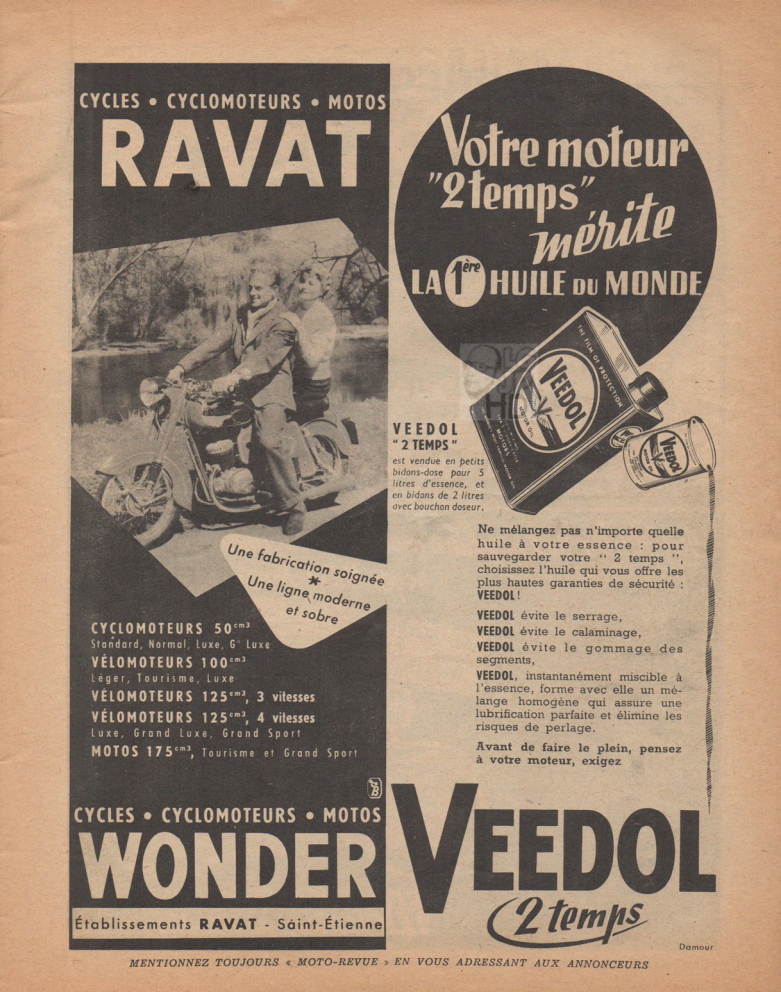 CYCLES • CYCLOMOTEURS • MOTOS
RAVAT
Une fabrication soignée
*
Une ligne moderne
et sobre
CYCLOMOTEURS 50cm3
Standard, Normal, Luxe, Gd Luxe
VÉLOMOTEURS 100cm3
Léger, Tourisme, Luxe
VÉLOMOTEURS 125cm3, 3 vitesses
VÉLOMOTEURS 125cm3, 4 vitesses
Luxe, Grand Luxe, Grand Sport
MOTOS 175cm3, Tourisme et Grand Sport
CYCLES • CYCLOMOTEURS • MOTOS
WONDER
Établissements RAVAT - Saint-Étienne
Votre moteur
"2 temps"
mérite
LA 1ère HUILE DU MONDE
THE FILM OF PROTECTION
VEEDOL
MOTOR OIL
VEEDOL
VEEDOL
"2 TEMPS"
est vendue en petits
bidons-dose pour 5
litres d'essence, et
en bidons de 2 litres
avec bouchon doseur.
Ne mélangez pas n'importe quelle
huile à votre essence : pour
sauvegarder votre " 2 temps ",
choisissez l'huile qui vous offre les
plus hautes garanties de sécurité :
VEEDOL !
VEEDOL évite le serrage,
VEEDOL évite le calaminage,
VEEDOL évite le gommage des
segments,
VEEDOL, instantanément miscible à
l'essence, forme avec elle un mé-
lange homogène qui assure une
lubrification parfaite et élimine les
risques de perlage.
Avant de faire le plein, pensez
à votre moteur, exigez
VEEDOL
2 temps
Damour
MENTIONNEZ TOUJOURS « MOTO-REVUE » EN VOUS ADRESSANT AUX ANNONCEURS